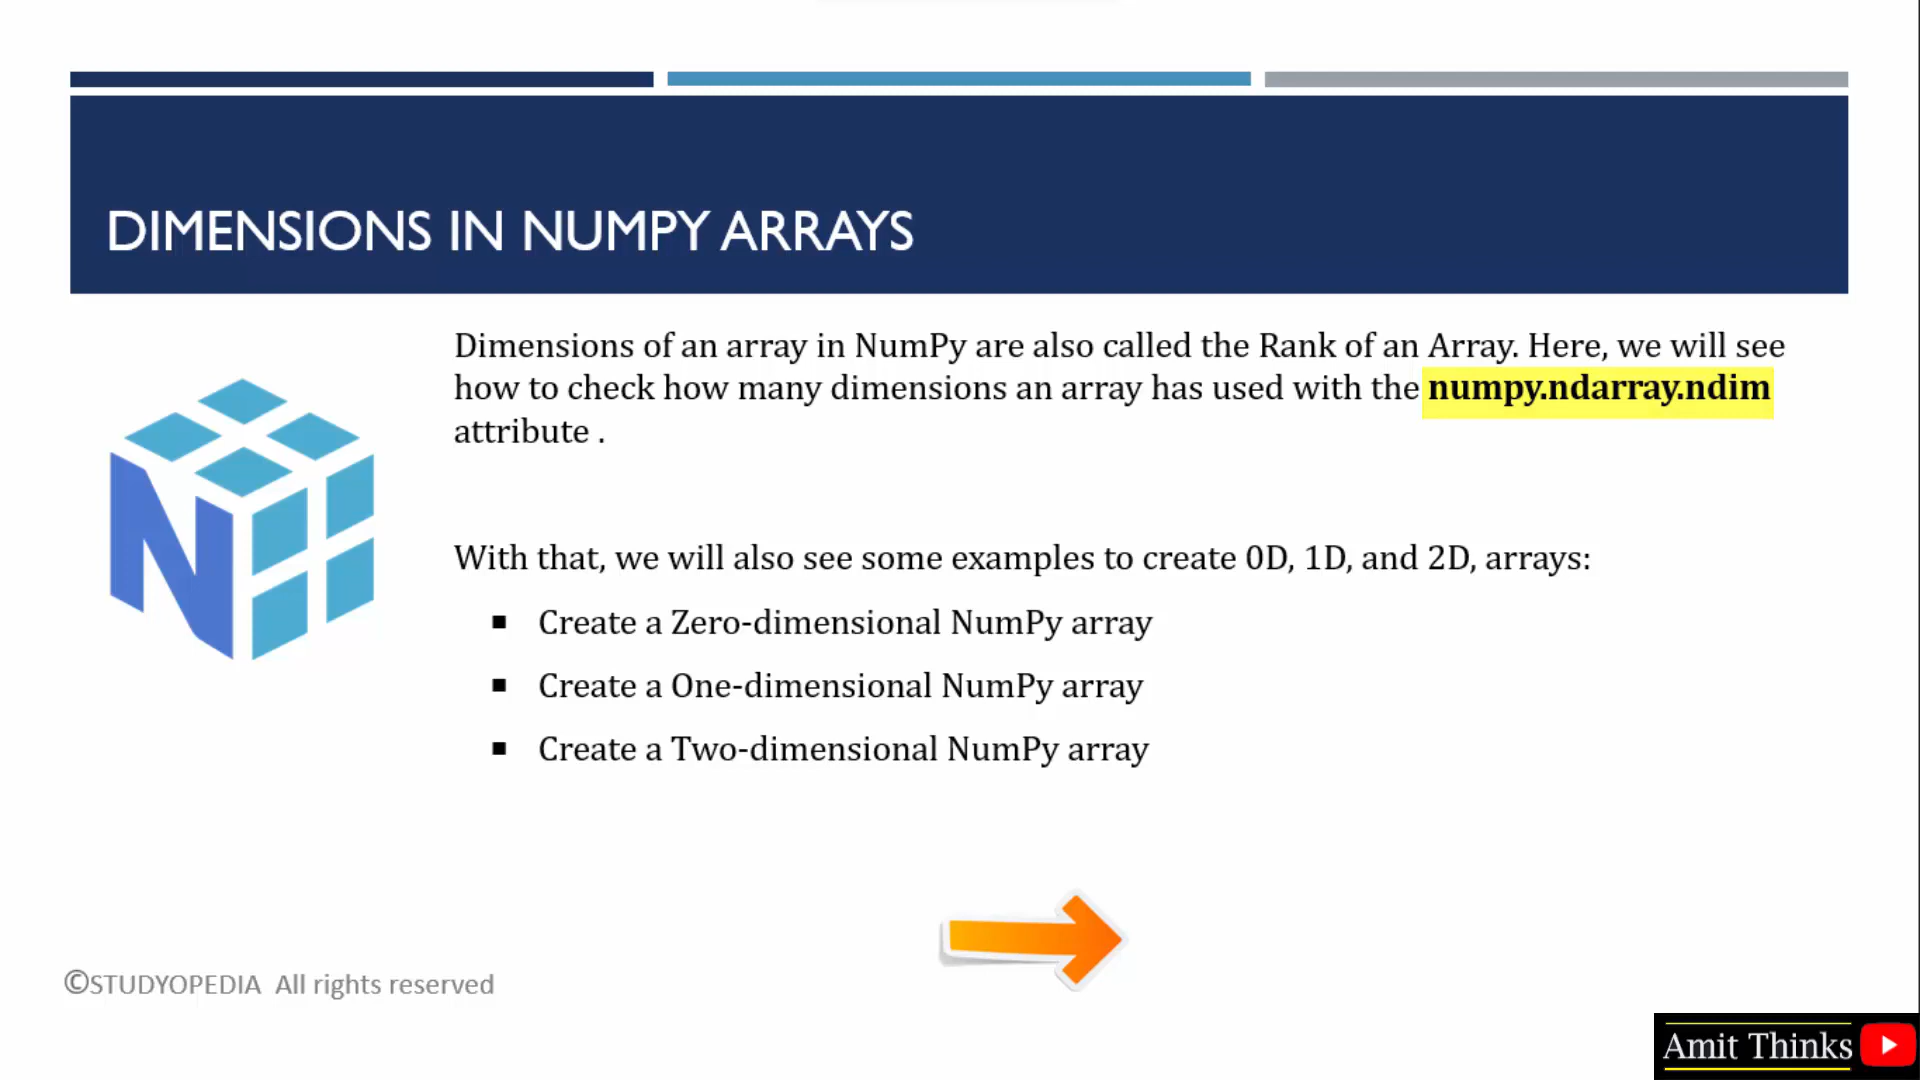 DIMENSIONS IN NUMPY ARRAYS
Dimensions of an array in NumPy are also called the Rank of an Array. Here, we will see
how to check how many dimensions an array has used with the numpy.ndarray.ndim
attribute .
With that, we will also see some examples to create 0D, 1D, and 2D, arrays:
▪ Create a Zero-dimensional NumPy array
▪ Create a One-dimensional NumPy array
▪ Create a Two-dimensional NumPy array
©STUDYOPEDIA All rights reserved
Amit Thinks